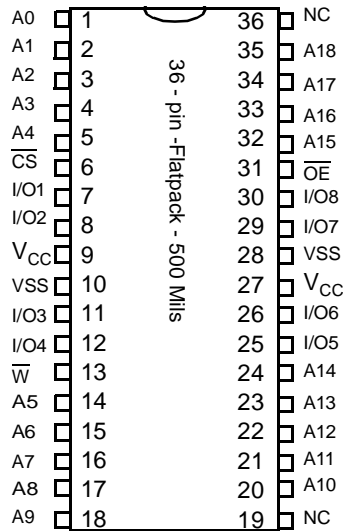 A0 1 36 NC
A1 2 35 A18
A2 3 34 A17
A3 4 33 A16
A4 5 32 A15
C̅S̅ 6 31 O̅E̅
I/O1 7 30 I/O8
I/O2 8 29 I/O7
VCC 9 28 VSS
VSS 10 27 VCC
I/O3 11 26 I/O6
I/O4 12 25 I/O5
W̅ 13 24 A14
A5 14 23 A13
A6 15 22 A12
A7 16 21 A11
A8 17 20 A10
A9 18 19 NC
36 - pin -Flatpack - 500 Mils